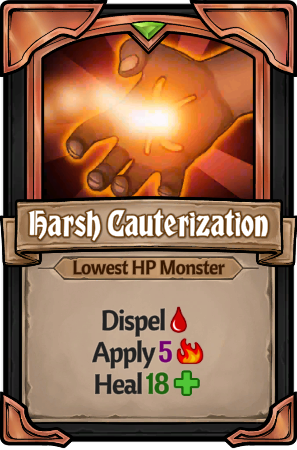 Harsh Cauterization
Lowest HP Monster
Dispel
Apply 5
Heal 18